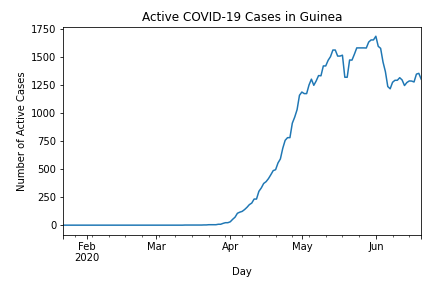 Active COVID-19 Cases in Guinea
1750
1500
1250
1000
750
500
250
0
Number of Active Cases
Feb
2020
Mar
Apr
May
Jun
Day